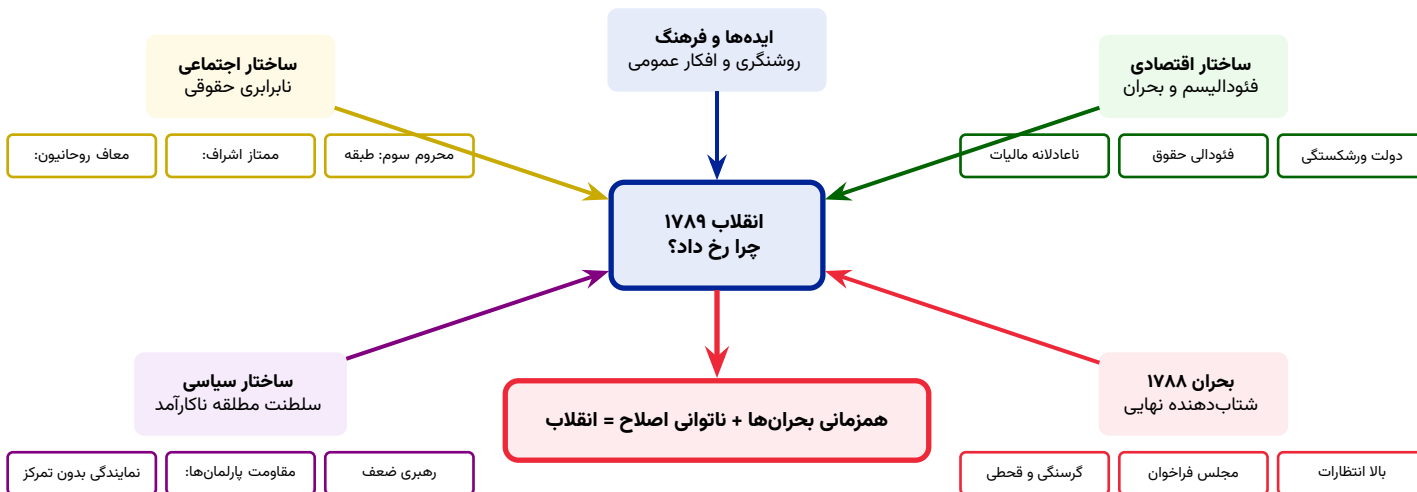 ایده‌ها و فرهنگ
روشنگری و افکار عمومی
ساختار اقتصادی
فئودالیسم و بحران
دولت ورشکستگی
فئودالی حقوق
ناعادلانه مالیات
ساختار اجتماعی
نابرابری حقوقی
محروم سوم: طبقه
ممتاز اشراف:
معاف روحانیون:
انقلاب ۱۷۸۹
چرا رخ داد؟
بحران ۱۷۸۸
شتاب‌دهنده نهایی
بالا انتظارات
مجلس فراخوان
گرسنگی و قحطی
همزمانی بحران‌ها + ناتوانی اصلاح = انقلاب
ساختار سیاسی
سلطنت مطلقه ناکارآمد
رهبری ضعف
مقاومت پارلمان‌ها:
نمایندگی بدون تمرکز